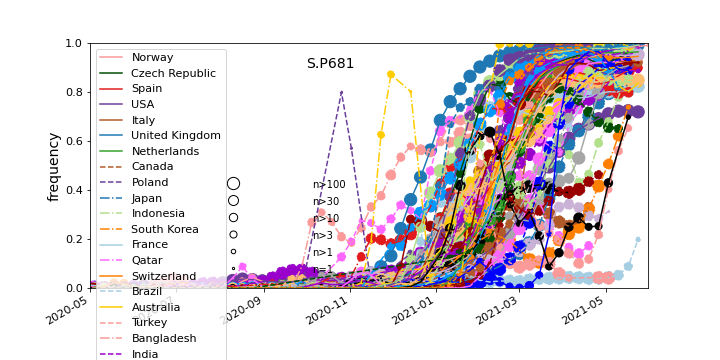 S.P681
frequency
1.0
0.8
0.6
0.4
0.2
0.0
Norway
Czech Republic
Spain
USA
Italy
United Kingdom
Netherlands
Canada
Poland
Japan
Indonesia
South Korea
France
Qatar
Switzerland
Brazil
Australia
Turkey
Bangladesh
India
n>100
n>30
n>10
n>3
n>1
n=1
2020-05
2020-09
2020-11
2021-01
2021-03
2021-05